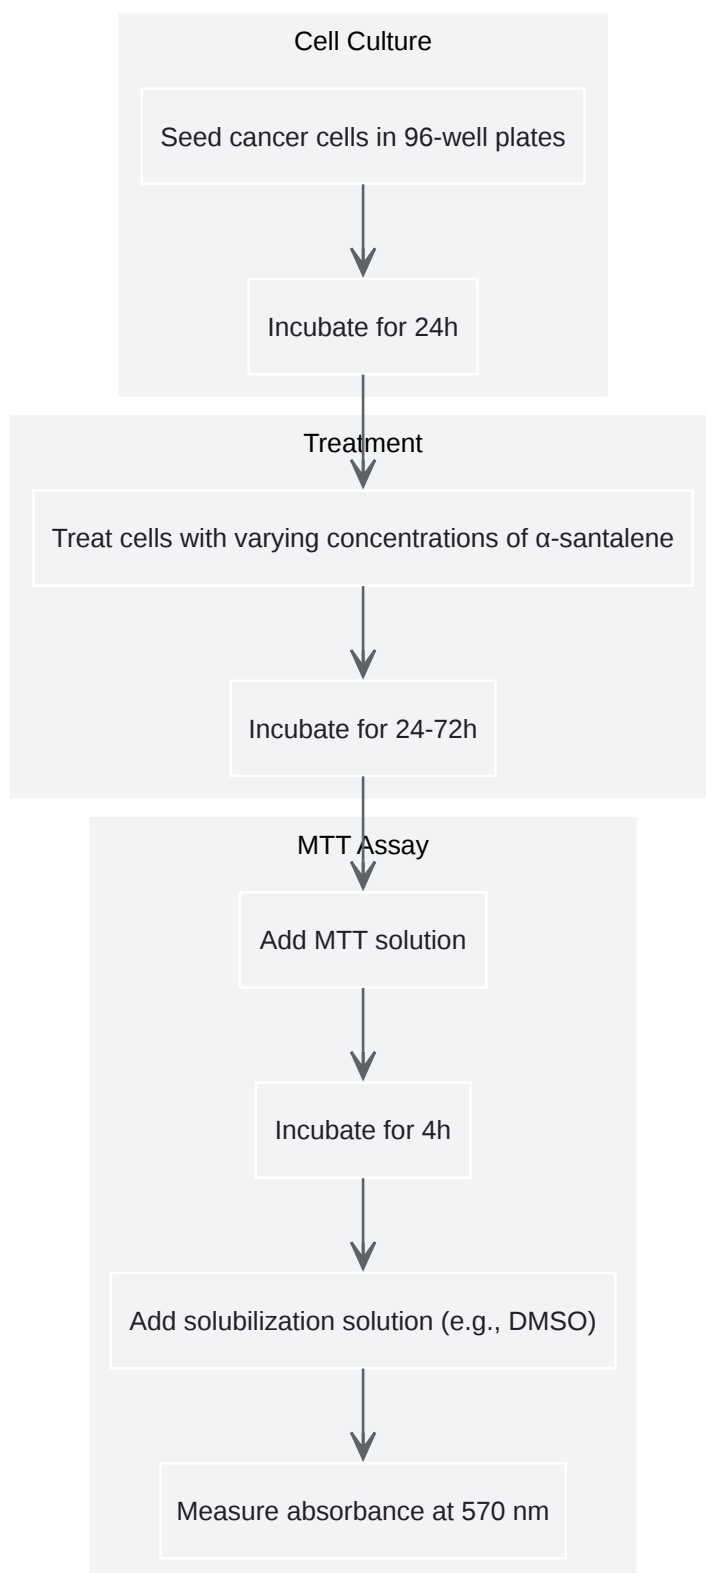 Cell Culture
Seed cancer cells in 96-well plates
Incubate for 24h
Treatment
Treat cells with varying concentrations of α-santalene
Incubate for 24-72h
MTT Assay
Add MTT solution
Incubate for 4h
Add solubilization solution (e.g., DMSO)
Measure absorbance at 570 nm